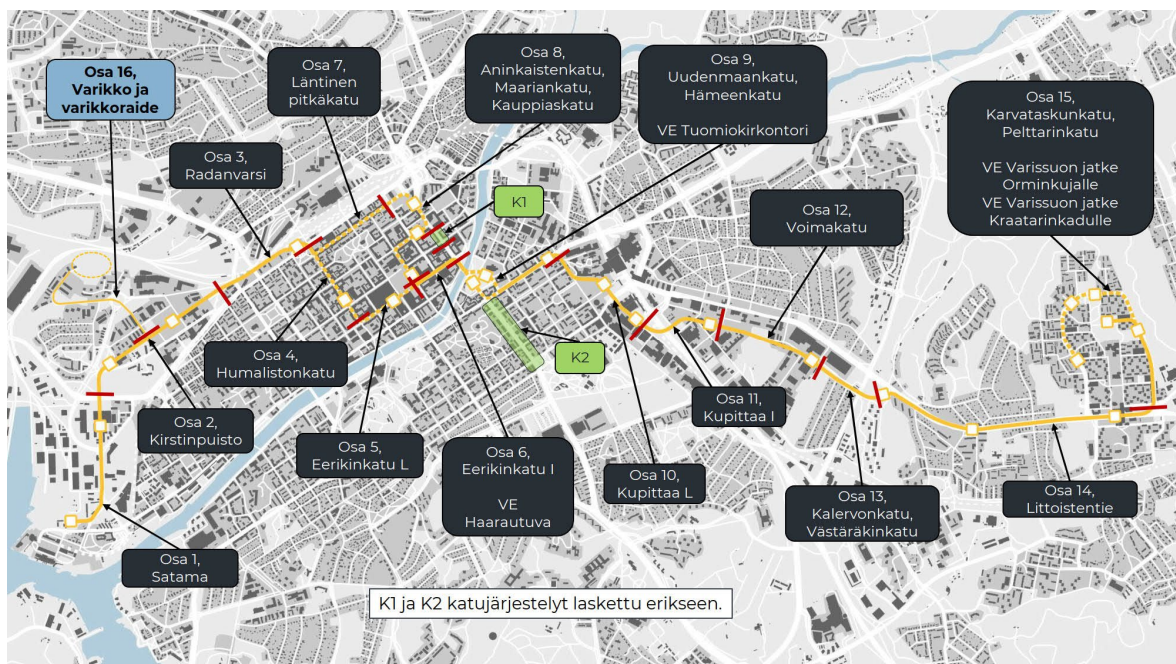 Osa 16,
Varikko ja
varikkoraide
Osa 7,
Läntinen
pitkäkatu
Osa 8,
Aninkaistenkatu,
Maariankatu,
Kauppiaskatu
Osa 9,
Uudenmaankatu,
Hämeenkatu
VE Tuomiokirkontori
Osa 15,
Karvataskunkatu,
Pelttarinkatu
VE Varissuon jatke
Orminkujalle
VE Varissuon jatke
Kraatarinkadulle
Osa 3,
Radanvarsi
K1
Osa 12,
Voimakatu
Osa 4,
Humalistonkatu
K2
Osa 2,
Kirstinpuisto
Osa 5,
Eerikinkatu L
Osa 6,
Eerikinkatu I
VE
Haarautuva
Osa 11,
Kupittaa I
Osa 10,
Kupittaa L
Osa 13,
Kalervonkatu,
Västäräkinkatu
Osa 14,
Littoistentie
Osa 1,
Satama
K1 ja K2 katujärjestelyt laskettu erikseen.